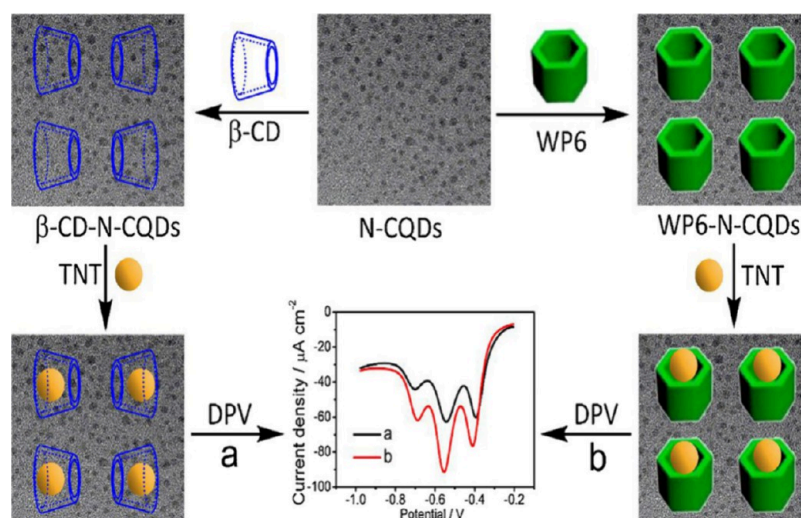 β-CD
WP6
β-CD-N-CQDs
N-CQDs
WP6-N-CQDs
TNT
TNT
DPV
a
DPV
b
Current density / µA cm⁻²
0
-20
-40
-60
-80
-100
a
b
-1.0 -0.8 -0.6 -0.4 -0.2
Potential / V